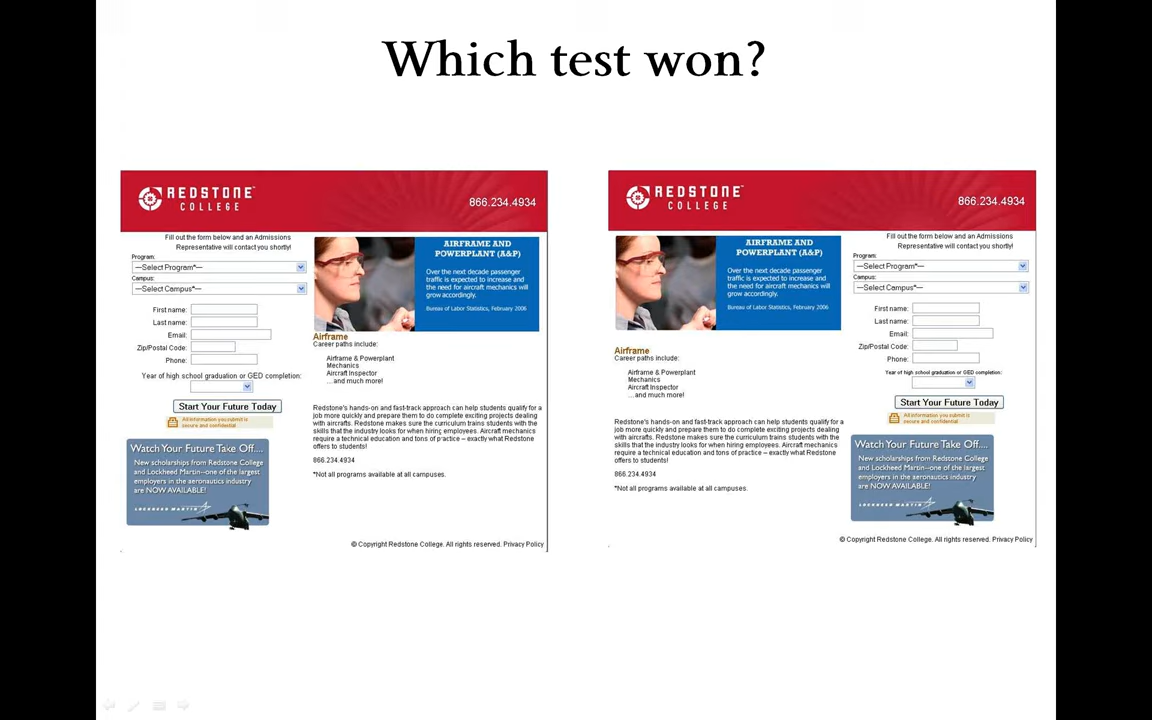 Which test won?
REDSTONE
COLLEGE
866.234.4934
Fill out the form below and an Admissions
Representative will contact you shortly!
Program:
—Select Program*—
Campus:
—Select Campus*—
First name:
Last name:
Email:
Zip/Postal Code:
Phone:
Year of high school graduation or GED completion:
Start Your Future Today
All information you submit is
secure and confidential
WATCH YOUR FUTURE TAKE OFF....
New scholarships from Redstone College
and Lockheed Martin--one of the largest
employers in the aeronautics industry
are NOW AVAILABLE!
LOCKHEED MARTIN
AIRFRAME AND
POWERPLANT (A&P)
Over the next decade passenger
traffic is expected to increase and
the need for aircraft mechanics will
grow accordingly.
Bureau of Labor Statistics, February 2006
Airframe
Career paths include:
Airframe & Powerplant
Mechanics
Aircraft Inspector
...and much more!
Redstone's hands-on and fast-track approach can help students qualify for a
job more quickly and prepare them to do complete exciting projects dealing
with aircrafts. Redstone makes sure the curriculum trains students with the
skills that the industry looks for when hiring employees. Aircraft mechanics
require a technical education and tons of practice – exactly what Redstone
offers to students!
866.234.4934
*Not all programs available at all campuses.
© Copyright Redstone College. All rights reserved. Privacy Policy
REDSTONE
COLLEGE
866.234.4934
AIRFRAME AND
POWERPLANT (A&P)
Over the next decade passenger
traffic is expected to increase and
the need for aircraft mechanics will
grow accordingly.
Bureau of Labor Statistics, February 2006
Airframe
Career paths include:
Airframe & Powerplant
Mechanics
Aircraft Inspector
...and much more!
Redstone's hands-on and fast-track approach can help students qualify for a
job more quickly and prepare them to do complete exciting projects dealing
with aircrafts. Redstone makes sure the curriculum trains students with the
skills that the industry looks for when hiring employees. Aircraft mechanics
require a technical education and tons of practice – exactly what Redstone
offers to students!
866.234.4934
*Not all programs available at all campuses.
Fill out the form below and an Admissions
Representative will contact you shortly!
Program:
—Select Program*—
Campus:
—Select Campus*—
First name:
Last name:
Email:
Zip/Postal Code:
Phone:
Year of high school graduation or GED completion:
Start Your Future Today
All information you submit is
secure and confidential
WATCH YOUR FUTURE TAKE OFF....
New scholarships from Redstone College
and Lockheed Martin--one of the largest
employers in the aeronautics industry
are NOW AVAILABLE!
LOCKHEED MARTIN
© Copyright Redstone College. All rights reserved. Privacy Policy